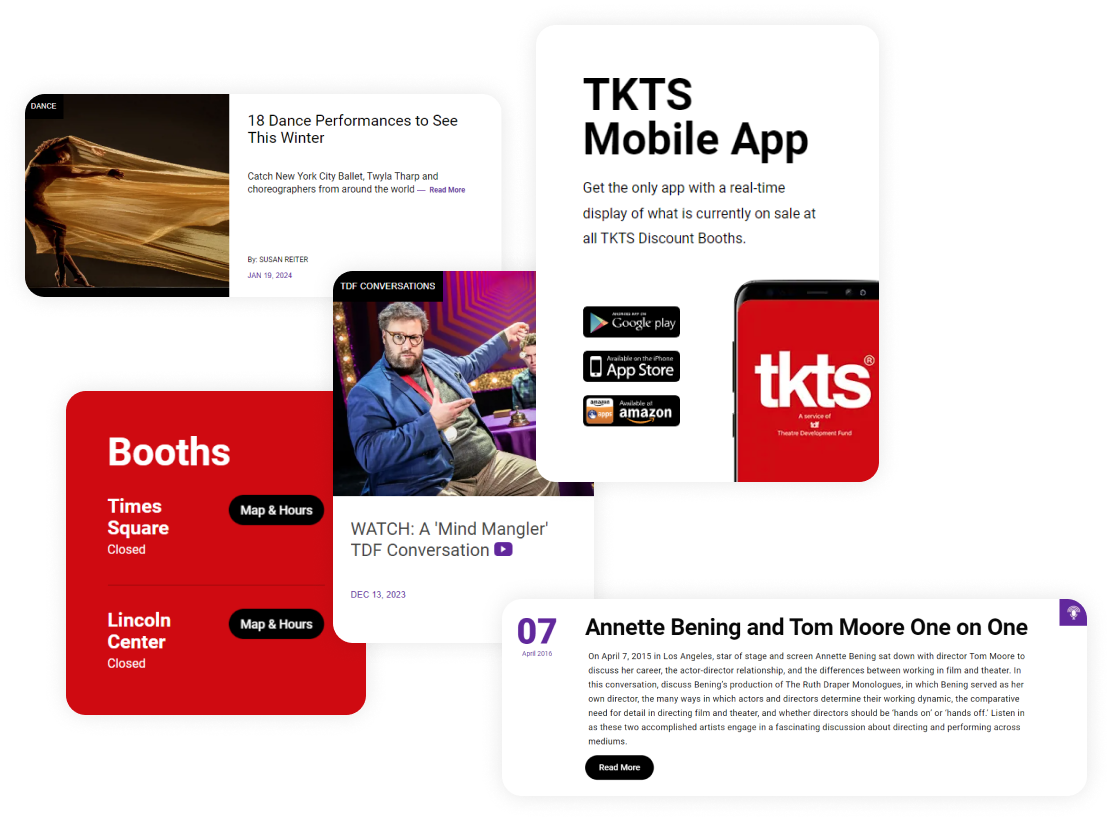 DANCE
18 Dance Performances to See
This Winter
Catch New York City Ballet, Twyla Tharp and
choreographers from around the world — Read More
By: SUSAN REITER
JAN 19, 2024
TKTS
Mobile App
Get the only app with a real-time
display of what is currently on sale at
all TKTS Discount Booths.
Google play
Available on the iPhone
App Store
amazon
apps
Available at
amazon
tkts®
A service of
tdf
Theatre Development Fund
TDF CONVERSATIONS
WATCH: A 'Mind Mangler'
TDF Conversation
DEC 13, 2023
Booths
Times
Square
Closed
Map & Hours
Lincoln
Center
Closed
Map & Hours
07
April 2016
Annette Bening and Tom Moore One on One
On April 7, 2015 in Los Angeles, star of stage and screen Annette Bening sat down with director Tom Moore to
discuss her career, the actor-director relationship, and the differences between working in film and theater. In
this conversation, discuss Bening's production of The Ruth Draper Monologues, in which Bening served as her
own director, the many ways in which actors and directors determine their working dynamic, the comparative
need for detail in directing film and theater, and whether directors should be 'hands on' or 'hands off.' Listen in
as these two accomplished artists engage in a fascinating discussion about directing and performing across
mediums.
Read More